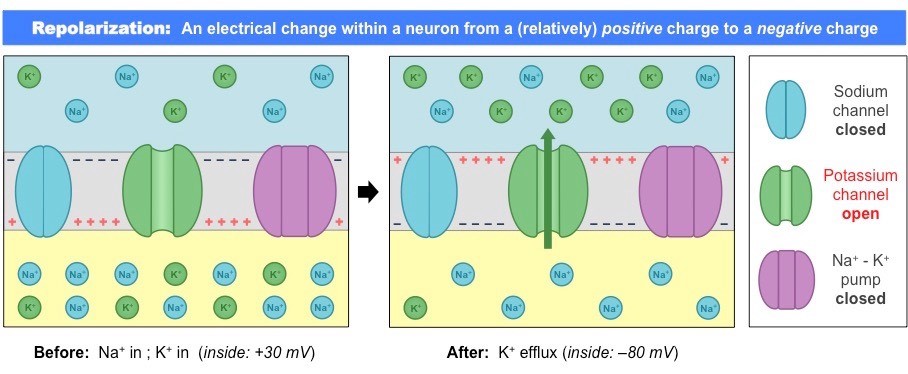 Repolarization: An electrical change within a neuron from a (relatively) positive charge to a negative charge
K⁺ Na⁺ K⁺ Na⁺
Na⁺ K⁺ Na⁺
– – – – – – – – – –
+ + + + + + + + + +
Na⁺ Na⁺ Na⁺ K⁺ Na⁺ K⁺ Na⁺
K⁺ Na⁺ K⁺ Na⁺ K⁺ Na⁺ Na⁺
Before: Na⁺ in ; K⁺ in (inside: +30 mV)
K⁺ K⁺ Na⁺ K⁺ K⁺ Na⁺
Na⁺ K⁺ K⁺ K⁺ Na⁺
+ + + + + + + + + +
– – – – – – – – – –
Na⁺ Na⁺ Na⁺
K⁺ Na⁺ Na⁺ Na⁺
After: K⁺ efflux (inside: –80 mV)
Sodium
channel
closed
Potassium
channel
open
Na⁺ - K⁺
pump
closed